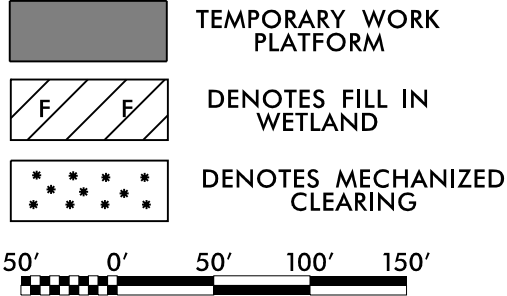 TEMPORARY WORK
PLATFORM
F F
DENOTES FILL IN
WETLAND
DENOTES MECHANIZED
CLEARING
50' 0' 50' 100' 150'